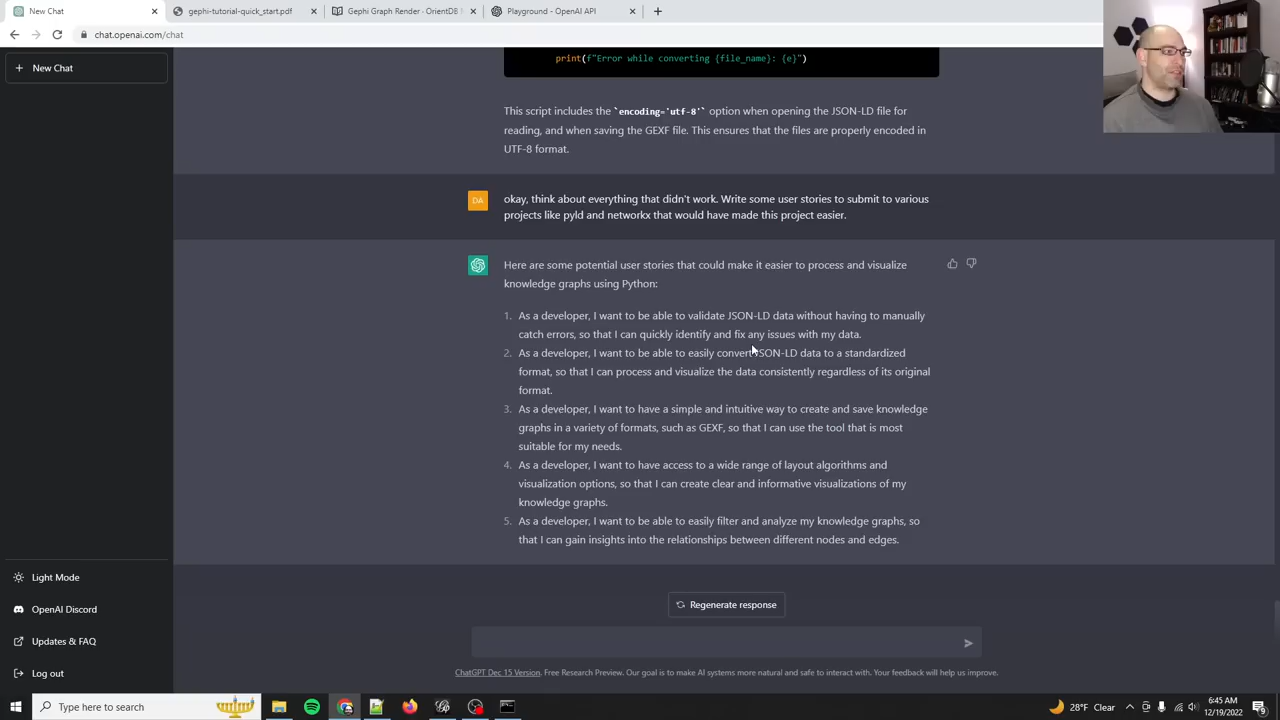 New Chat
gephi-tutorial-quick_start.pdf
Gephi Graph Render - OrientDB
Playground - OpenAI API
chat.openai.com/chat
New Chat
print(f"Error while converting {file_name}: {e}")
This script includes the `encoding='utf-8'` option when opening the JSON-LD file for
reading, and when saving the GEXF file. This ensures that the files are properly encoded in
UTF-8 format.
DA
okay, think about everything that didn't work. Write some user stories to submit to various
projects like pyld and networkx that would have made this project easier.
Here are some potential user stories that could make it easier to process and visualize
knowledge graphs using Python:
1. As a developer, I want to be able to validate JSON-LD data without having to manually
catch errors, so that I can quickly identify and fix any issues with my data.
2. As a developer, I want to be able to easily convert JSON-LD data to a standardized
format, so that I can process and visualize the data consistently regardless of its original
format.
3. As a developer, I want to have a simple and intuitive way to create and save knowledge
graphs in a variety of formats, such as GEXF, so that I can use the tool that is most
suitable for my needs.
4. As a developer, I want to have access to a wide range of layout algorithms and
visualization options, so that I can create clear and informative visualizations of my
knowledge graphs.
5. As a developer, I want to be able to easily filter and analyze my knowledge graphs, so
that I can gain insights into the relationships between different nodes and edges.
Light Mode
OpenAI Discord
Updates & FAQ
Log out
Regenerate response
ChatGPT Dec 15 Version. Free Research Preview. Our goal is to make AI systems more natural and safe to interact with. Your feedback will help us improve.
Type here to search
28°F Clear
6:45 AM
12/19/2022